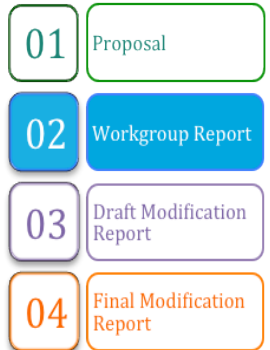 01
Proposal
02
Workgroup Report
03
Draft Modification
Report
04
Final Modification
Report